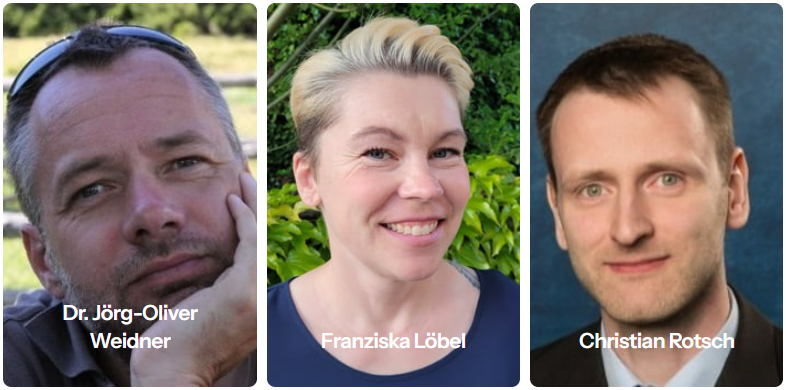 Dr. Jörg-Oliver
Weidner
Franziska Löbel
Christian Rotsch